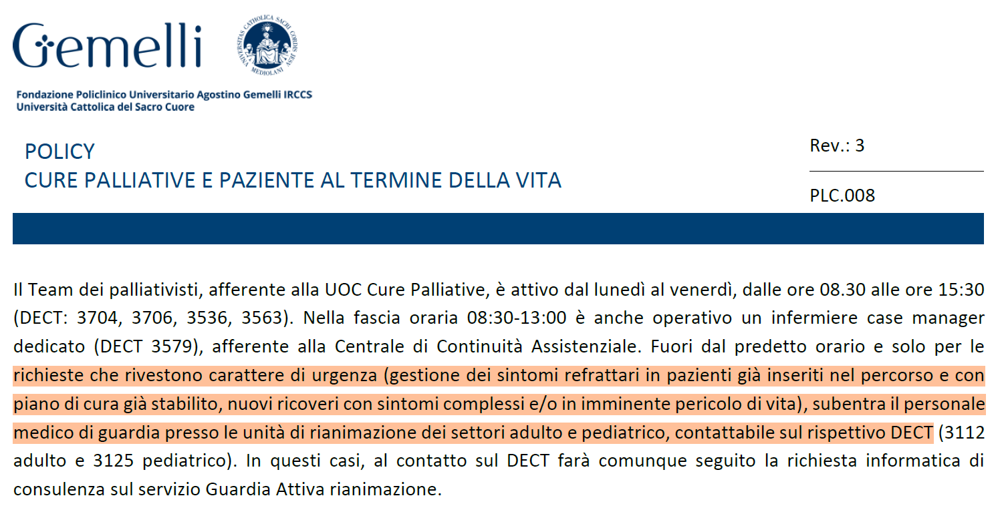 Gemelli
UNIVERSITAS CATHOLICA SACRI CORDIS JESU
MEDIOLANI
Fondazione Policlinico Universitario Agostino Gemelli IRCCS
Università Cattolica del Sacro Cuore
POLICY
CURE PALLIATIVE E PAZIENTE AL TERMINE DELLA VITA
Rev.: 3
PLC.008
Il Team dei palliativisti, afferente alla UOC Cure Palliative, è attivo dal lunedì al venerdì, dalle ore 08.30 alle ore 15:30
(DECT: 3704, 3706, 3536, 3563). Nella fascia oraria 08:30-13:00 è anche operativo un infermiere case manager
dedicato (DECT 3579), afferente alla Centrale di Continuità Assistenziale. Fuori dal predetto orario e solo per le
richieste che rivestono carattere di urgenza (gestione dei sintomi refrattari in pazienti già inseriti nel percorso e con
piano di cura già stabilito, nuovi ricoveri con sintomi complessi e/o in imminente pericolo di vita), subentra il personale
medico di guardia presso le unità di rianimazione dei settori adulto e pediatrico, contattabile sul rispettivo DECT (3112
adulto e 3125 pediatrico). In questi casi, al contatto sul DECT farà comunque seguito la richiesta informatica di
consulenza sul servizio Guardia Attiva rianimazione.